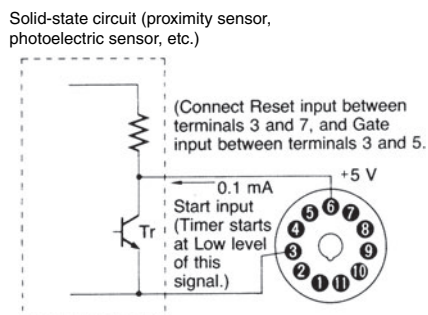 Solid-state circuit (proximity sensor,
photoelectric sensor, etc.)
(Connect Reset input between
terminals 3 and 7, and Gate
input between terminals 3 and 5.
+5 V
0.1 mA
Start input
(Timer starts
at Low level
of this
signal.)
Tr
5 6 7
4 8
3 9
2 10
1 11